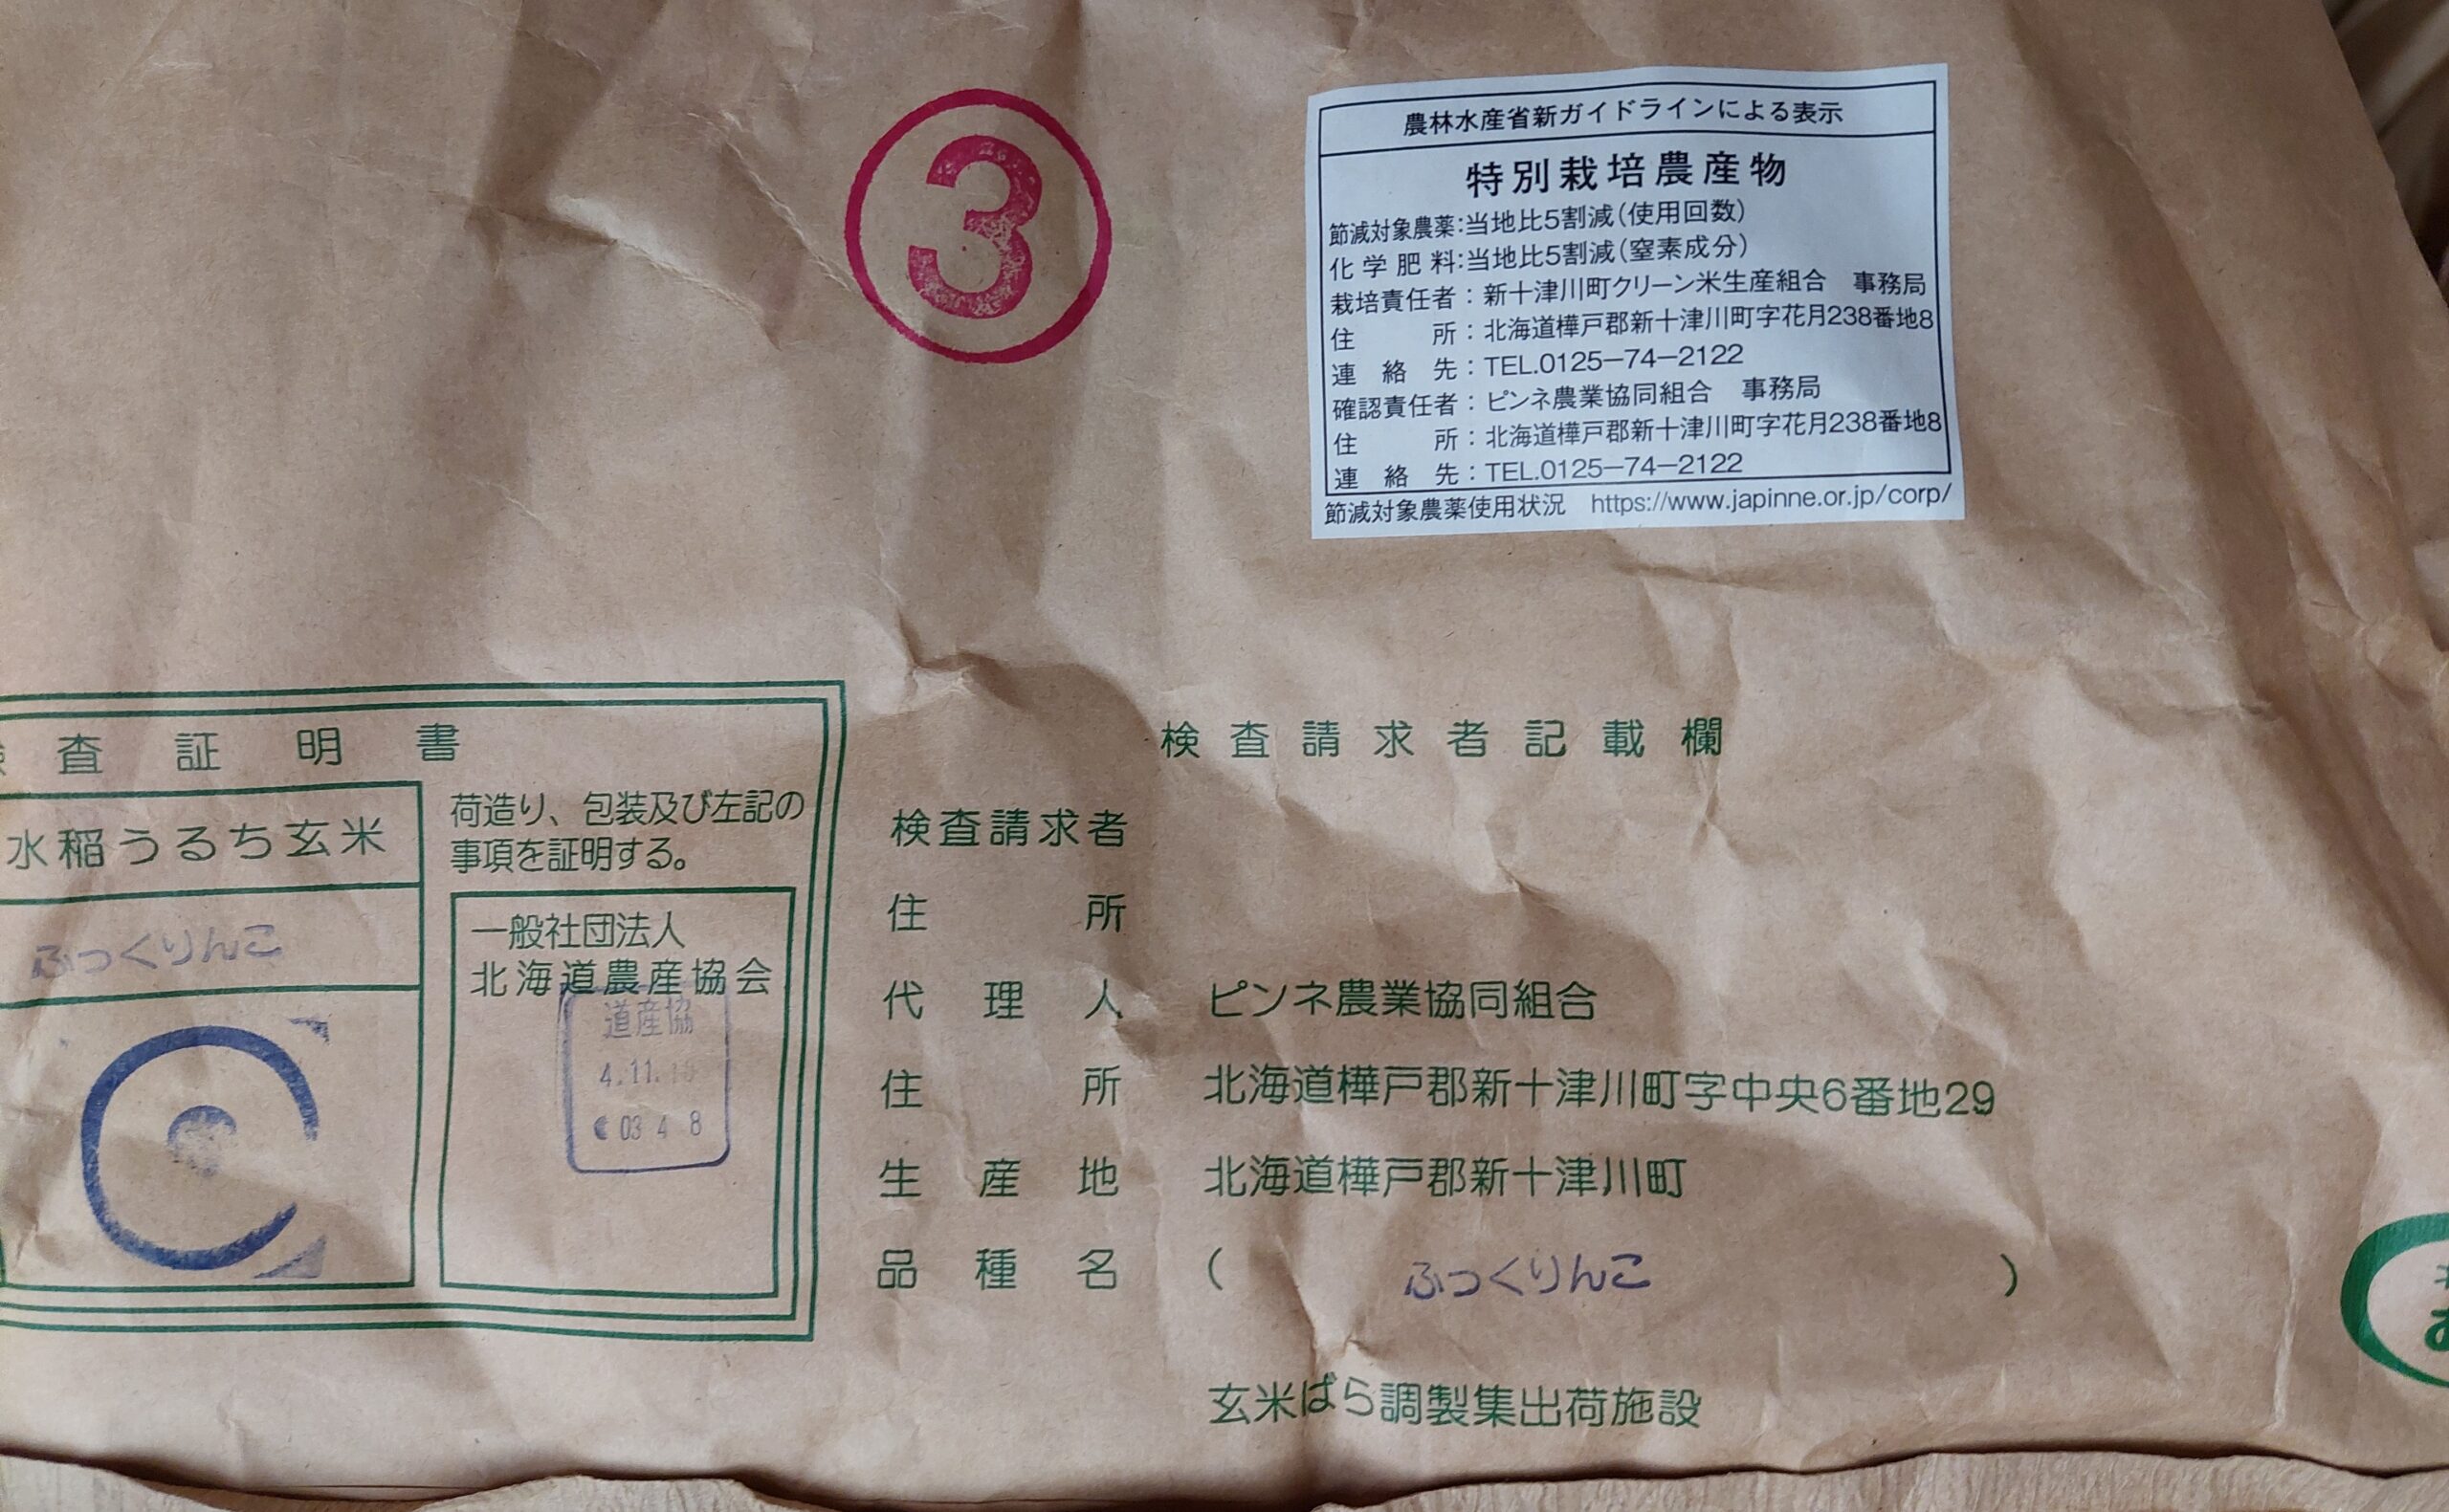 3
農林水産省新ガイドラインによる表示
特別栽培農産物
節減対象農薬:当地比5割減(使用回数)
化学肥料:当地比5割減(窒素成分)
栽培責任者:新十津川町クリーン米生産組合 事務局
住所:北海道樺戸郡新十津川町字花月238番地8
連絡先:TEL.0125-74-2122
確認責任者:ピンネ農業協同組合 事務局
住所:北海道樺戸郡新十津川町字花月238番地8
連絡先:TEL.0125-74-2122
節減対象農薬使用状況 https://www.japinne.or.jp/corp/
査証明書
水稲うるち玄米
ふっくりんこ
荷造り、包装及び左記の
事項を証明する。
一般社団法人
北海道農産協会
道産協
4.11.
03 4 8
検査請求者記載欄
検査請求者
住所
代理人 ピンネ農業協同組合
住所 北海道樺戸郡新十津川町字中央6番地29
生産地 北海道樺戸郡新十津川町
品種名 ( ふっくりんこ )
玄米ばら調製集出荷施設